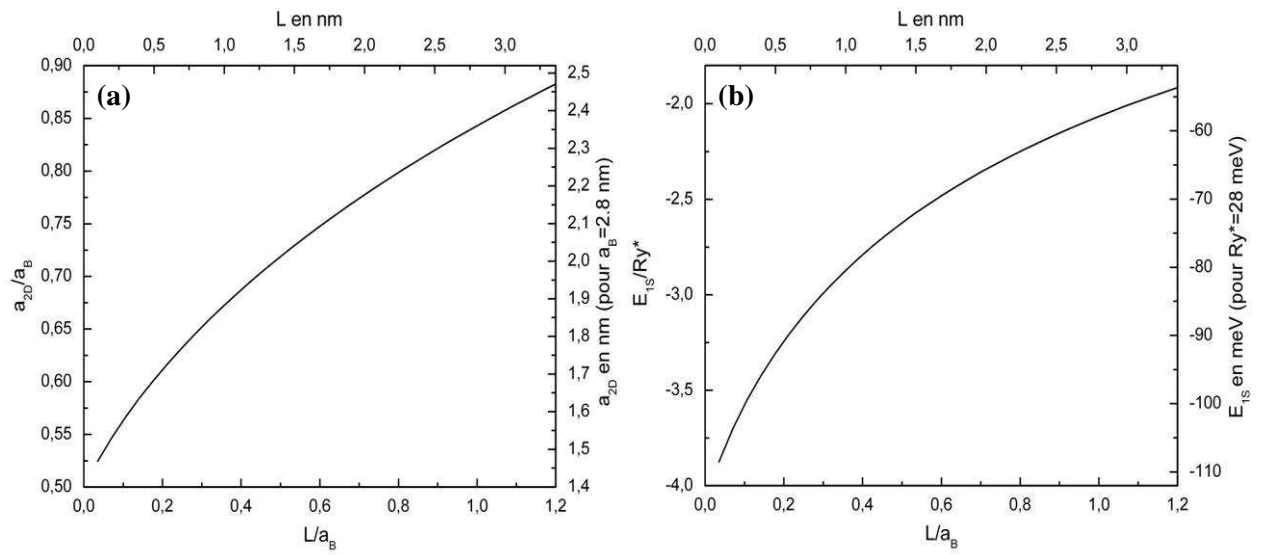 L en nm
0,0 0,5 1,0 1,5 2,0 2,5 3,0
(a)
0,90
0,85
0,80
0,75
0,70
0,65
0,60
0,55
0,50
a2D/aB
2,5
2,4
2,3
2,2
2,1
2,0
1,9
1,8
1,7
1,6
1,5
1,4
a2D en nm (pour aB=2.8 nm)
0,0 0,2 0,4 0,6 0,8 1,0 1,2
L/aB
L en nm
0,0 0,5 1,0 1,5 2,0 2,5 3,0
(b)
-2,0
-2,5
-3,0
-3,5
-4,0
E1S/Ry*
-60
-70
-80
-90
-100
-110
E1S en meV (pour Ry*=28 meV)
0,0 0,2 0,4 0,6 0,8 1,0 1,2
L/aB